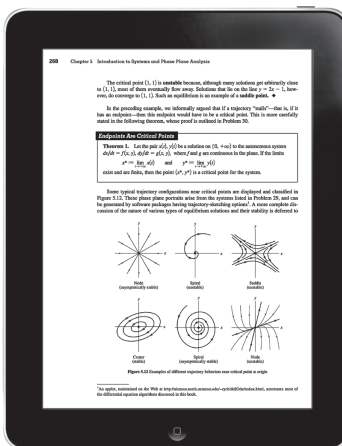 268 Chapter 5 Introduction to Systems and Phase Plane Analysis
The critical point (1, 1) is unstable because, although many solutions get arbitrarily close
to (1, 1), most of them eventually flow away. Solutions that lie on the line y = 2x − 1, how-
ever, do converge to (1, 1). Such an equilibrium is an example of a saddle point. ◆
In the preceding example, we informally argued that if a trajectory "stalls"—that is, if it
has an endpoint—then this endpoint would have to be a critical point. This is more carefully
stated in the following theorem, whose proof is outlined in Problem 30.
Endpoints Are Critical Points
Theorem 1. Let the pair x(t), y(t) be a solution on [0, +∞) to the autonomous system
dx/dt = f(x, y), dy/dt = g(x, y), where f and g are continuous in the plane. If the limits
x* := lim x(t) and y* := lim y(t)
t→+∞ t→+∞
exist and are finite, then the point (x*, y*) is a critical point for the system.
Some typical trajectory configurations near critical points are displayed and classified in
Figure 5.12. These phase plane portraits arise from the systems listed in Problem 29, and can
be generated by software packages having trajectory-sketching options¹. A more complete dis-
cussion of the nature of various types of equilibrium solutions and their stability is deferred to
y y y
x x x
Node Spiral Saddle
(asymptotically stable) (unstable) (unstable)
y y y
x x x
Center Spiral Node
(stable) (asymptotically stable) (unstable)
Figure 5.12 Examples of different trajectory behaviors near critical point at origin
the differential equation algorithms discussed in this book.